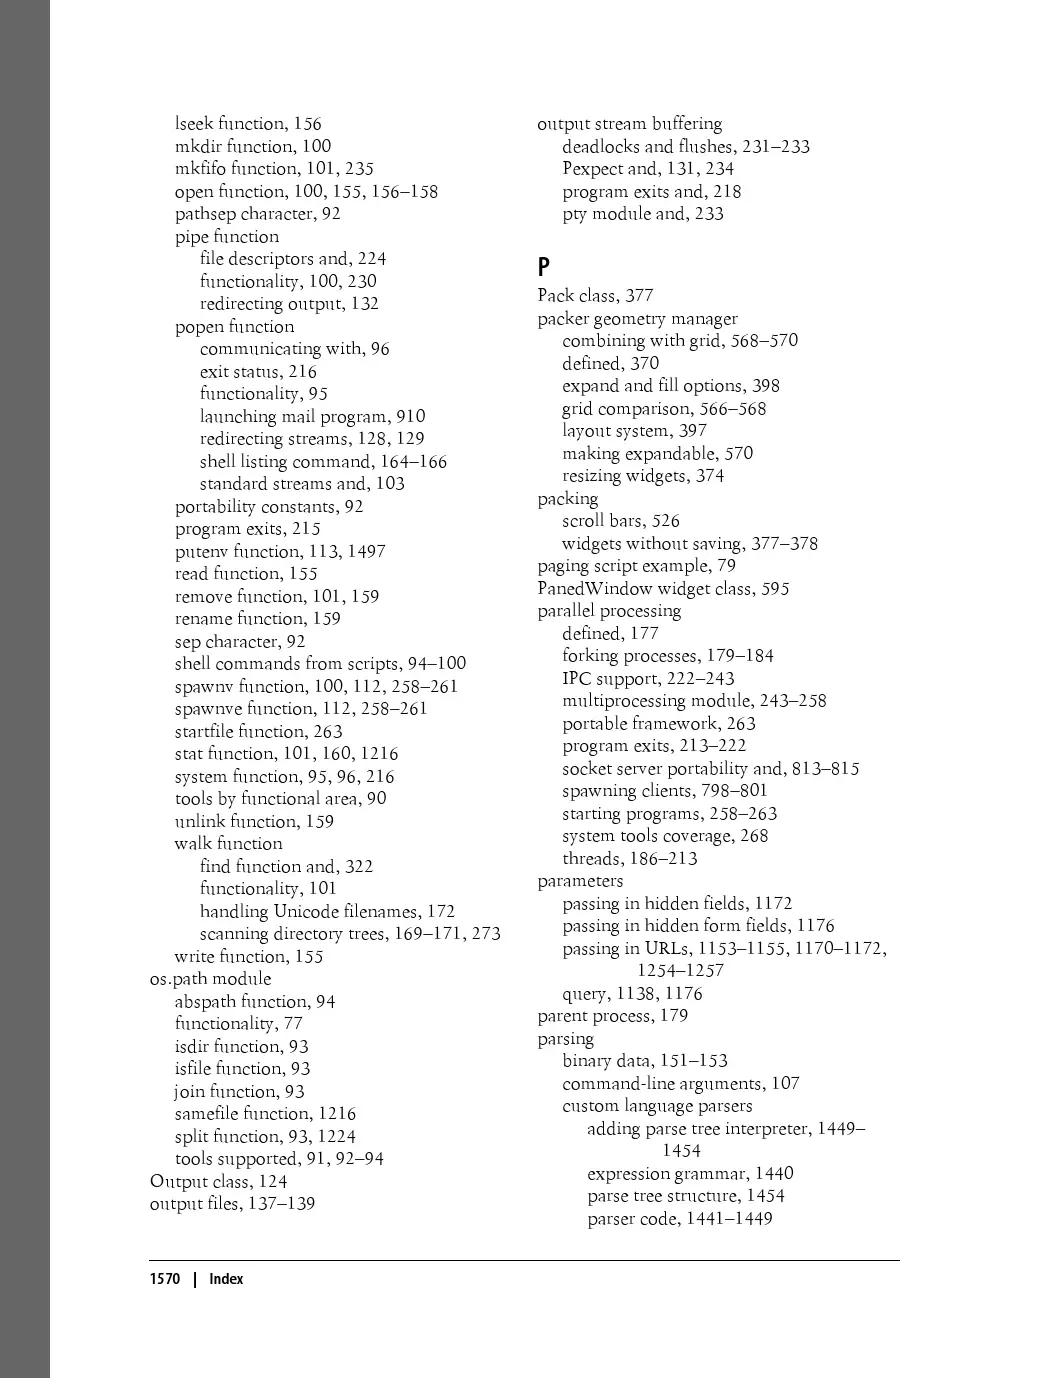 lseek function, 156
mkdir function, 100
mkfifo function, 101, 235
open function, 100, 155, 156–158
pathsep character, 92
pipe function
file descriptors and, 224
functionality, 100, 230
redirecting output, 132
popen function
communicating with, 96
exit status, 216
functionality, 95
launching mail program, 910
redirecting streams, 128, 129
shell listing command, 164–166
standard streams and, 103
portability constants, 92
program exits, 215
putenv function, 113, 1497
read function, 155
remove function, 101, 159
rename function, 159
sep character, 92
shell commands from scripts, 94–100
spawnv function, 100, 112, 258–261
spawnve function, 112, 258–261
startfile function, 263
stat function, 101, 160, 1216
system function, 95, 96, 216
tools by functional area, 90
unlink function, 159
walk function
find function and, 322
functionality, 101
handling Unicode filenames, 172
scanning directory trees, 169–171, 273
write function, 155
os.path module
abspath function, 94
functionality, 77
isdir function, 93
isfile function, 93
join function, 93
samefile function, 1216
split function, 93, 1224
tools supported, 91, 92–94
Output class, 124
output files, 137–139
output stream buffering
deadlocks and flushes, 231–233
Pexpect and, 131, 234
program exits and, 218
pty module and, 233
P
Pack class, 377
packer geometry manager
combining with grid, 568–570
defined, 370
expand and fill options, 398
grid comparison, 566–568
layout system, 397
making expandable, 570
resizing widgets, 374
packing
scroll bars, 526
widgets without saving, 377–378
paging script example, 79
PanedWindow widget class, 595
parallel processing
defined, 177
forking processes, 179–184
IPC support, 222–243
multiprocessing module, 243–258
portable framework, 263
program exits, 213–222
socket server portability and, 813–815
spawning clients, 798–801
starting programs, 258–263
system tools coverage, 268
threads, 186–213
parameters
passing in hidden fields, 1172
passing in hidden form fields, 1176
passing in URLs, 1153–1155, 1170–1172,
1254–1257
query, 1138, 1176
parent process, 179
parsing
binary data, 151–153
command-line arguments, 107
custom language parsers
adding parse tree interpreter, 1449–
1454
expression grammar, 1440
parse tree structure, 1454
parser code, 1441–1449
1570 | Index